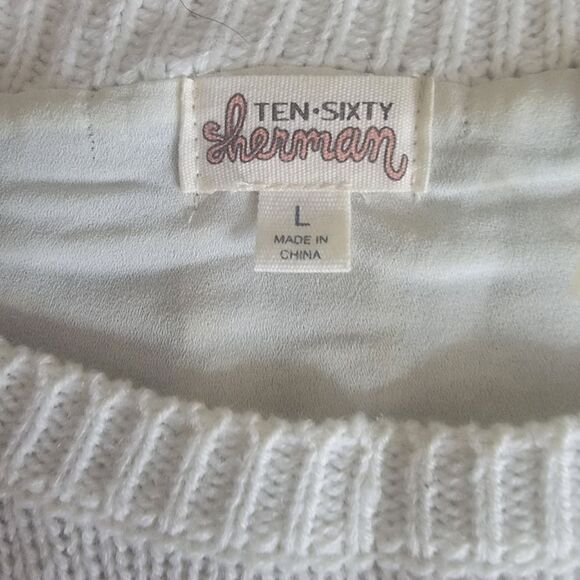 TEN·SIXTY
Sherman
L
MADE IN
CHINA